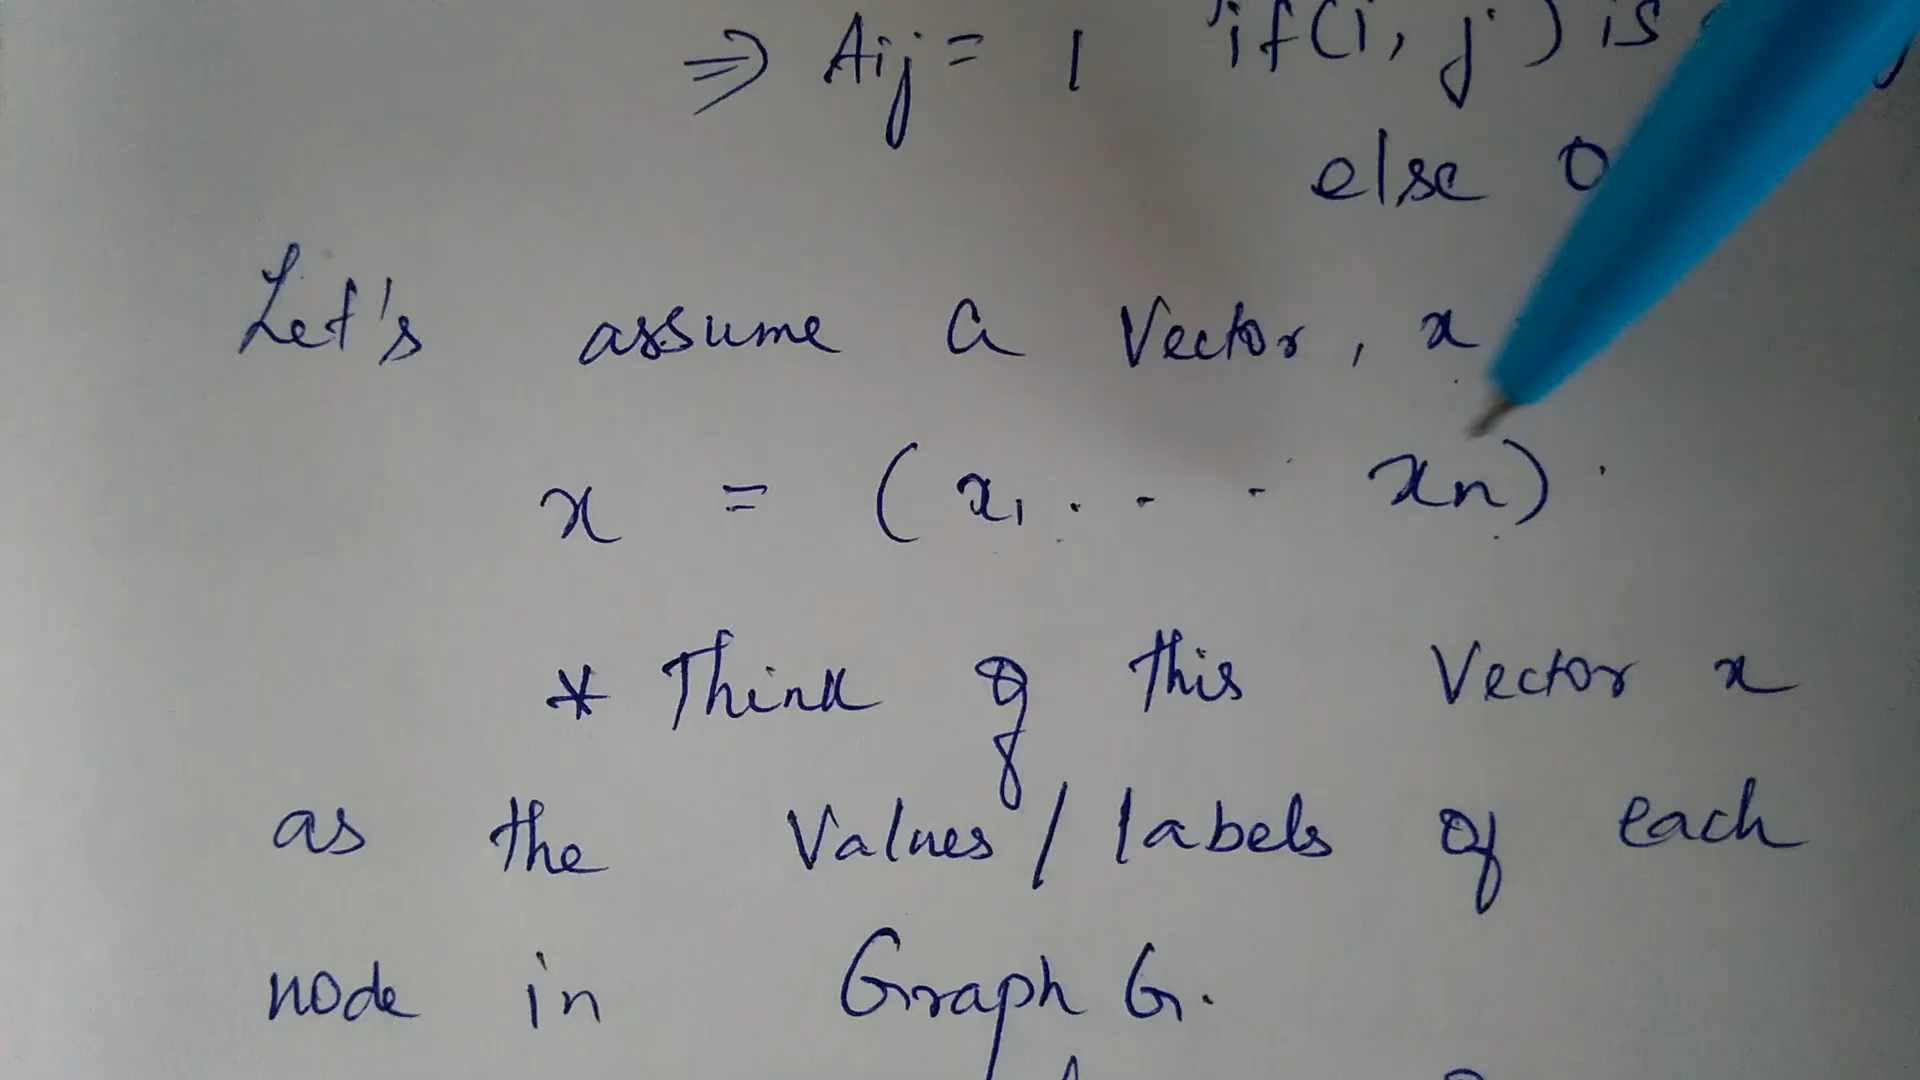 ⇒ Aij = 1 if (i, j) is
else 0
Let's assume a Vector, x
x = (x1 . - - xn).
* Think of this Vector x
as the Values / labels of each
node in Graph G.